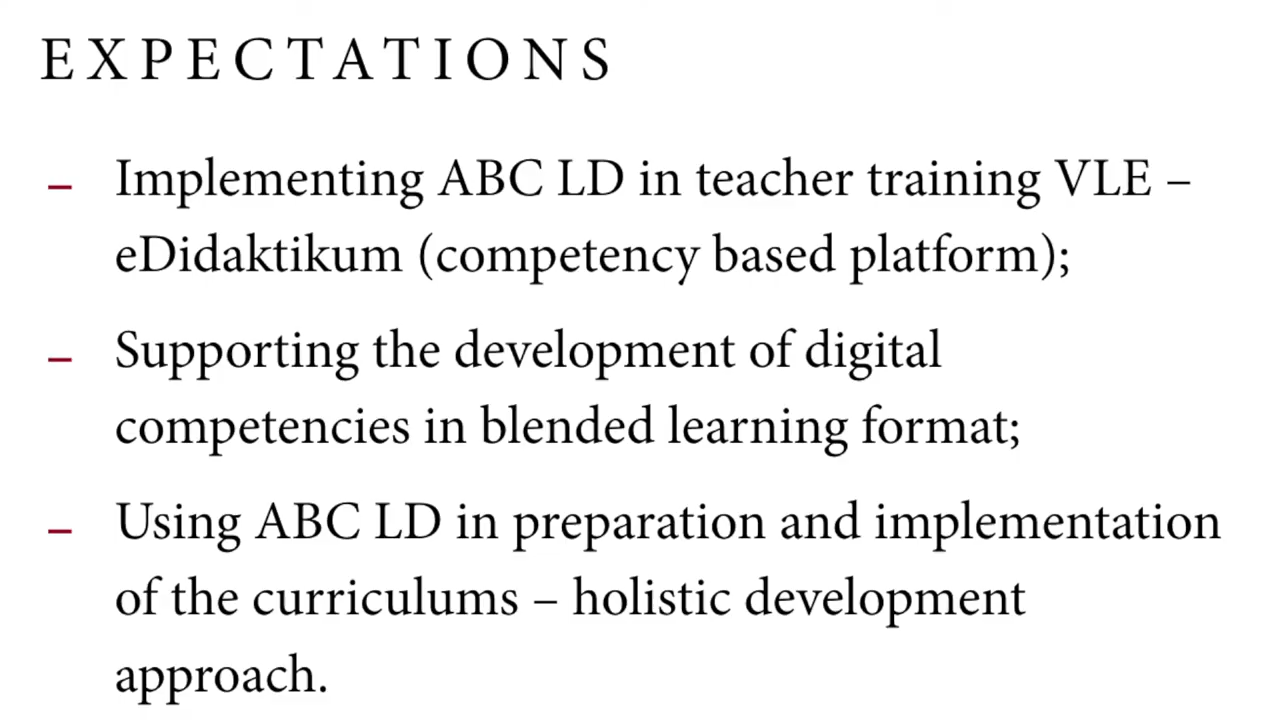 EXPECTATIONS
– Implementing ABC LD in teacher training VLE –
eDidaktikum (competency based platform);
– Supporting the development of digital
competencies in blended learning format;
– Using ABC LD in preparation and implementation
of the curriculums – holistic development
approach.